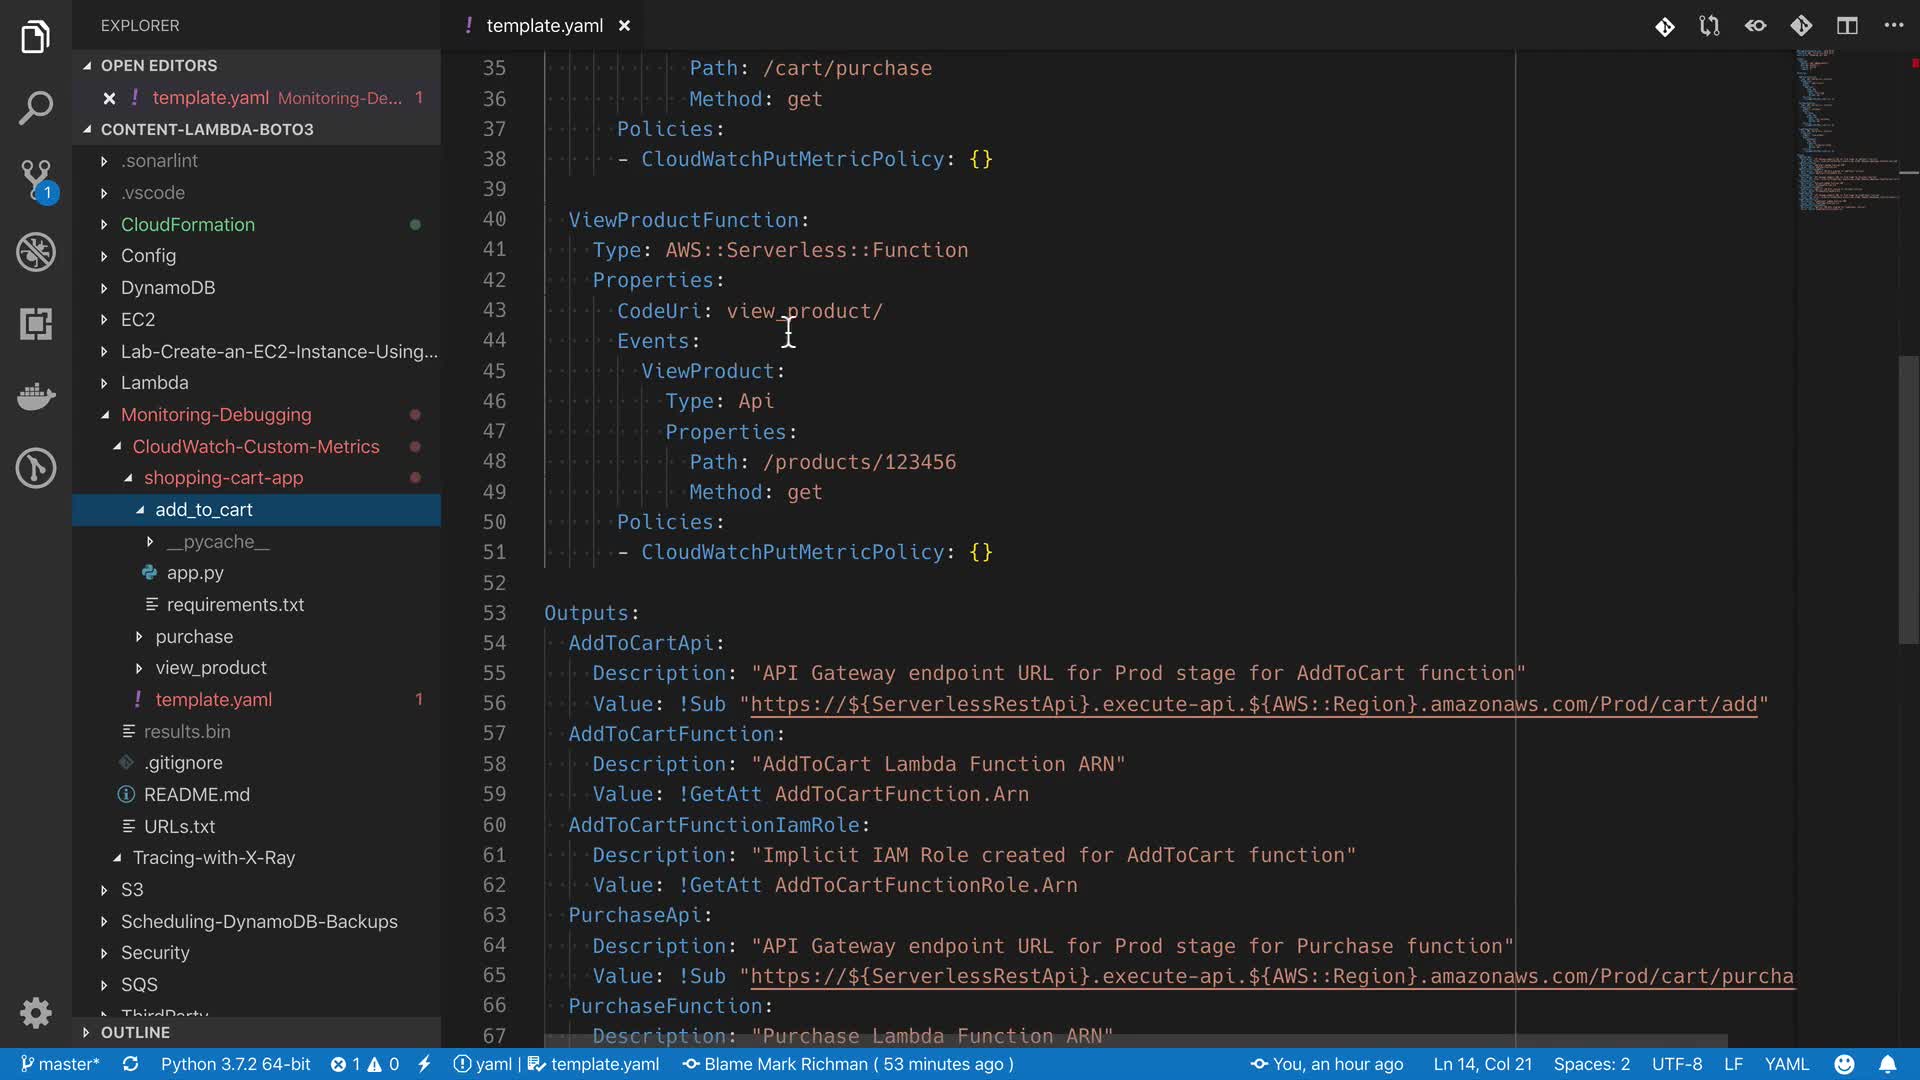 EXPLORER
OPEN EDITORS
template.yaml Monitoring-De... 1
CONTENT-LAMBDA-BOTO3
.sonarlint
.vscode
CloudFormation
Config
DynamoDB
EC2
Lab-Create-an-EC2-Instance-Using...
Lambda
Monitoring-Debugging
CloudWatch-Custom-Metrics
shopping-cart-app
add_to_cart
__pycache__
app.py
requirements.txt
purchase
view_product
template.yaml 1
results.bin
.gitignore
README.md
URLs.txt
Tracing-with-X-Ray
S3
Scheduling-DynamoDB-Backups
Security
SQS
ThirdParty
OUTLINE
1
template.yaml
35 Path: /cart/purchase
36 Method: get
37 Policies:
38 - CloudWatchPutMetricPolicy: {}
39
40 ViewProductFunction:
41 Type: AWS::Serverless::Function
42 Properties:
43 CodeUri: view_product/
44 Events:
45 ViewProduct:
46 Type: Api
47 Properties:
48 Path: /products/123456
49 Method: get
50 Policies:
51 - CloudWatchPutMetricPolicy: {}
52
53 Outputs:
54 AddToCartApi:
55 Description: "API Gateway endpoint URL for Prod stage for AddToCart function"
56 Value: !Sub "https://${ServerlessRestApi}.execute-api.${AWS::Region}.amazonaws.com/Prod/cart/add"
57 AddToCartFunction:
58 Description: "AddToCart Lambda Function ARN"
59 Value: !GetAtt AddToCartFunction.Arn
60 AddToCartFunctionIamRole:
61 Description: "Implicit IAM Role created for AddToCart function"
62 Value: !GetAtt AddToCartFunctionRole.Arn
63 PurchaseApi:
64 Description: "API Gateway endpoint URL for Prod stage for Purchase function"
65 Value: !Sub "https://${ServerlessRestApi}.execute-api.${AWS::Region}.amazonaws.com/Prod/cart/purcha
66 PurchaseFunction:
67 Description: "Purchase Lambda Function ARN"
master* Python 3.7.2 64-bit 1 0 yaml | template.yaml Blame Mark Richman ( 53 minutes ago ) You, an hour ago Ln 14, Col 21 Spaces: 2 UTF-8 LF YAML